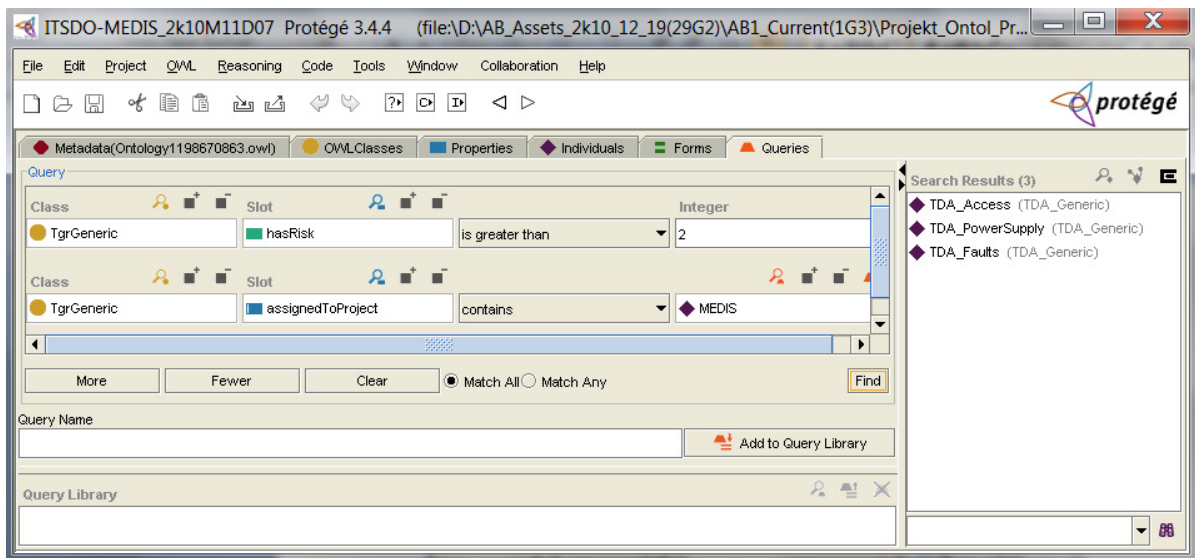 ITSDO-MEDIS_2k10M11D07 Protégé 3.4.4 (file:\D:\AB_Assets_2k10_12_19(29G2)\AB1_Current(1G3)\Projekt_Ontol_Pr...
File Edit Project OWL Reasoning Code Tools Window Collaboration Help
protégé
Metadata(Ontology1198670863.owl) OWLClasses Properties Individuals Forms Queries
Query
Search Results (3)
Class Slot Integer
TDA_Access (TDA_Generic)
TgrGeneric hasRisk is greater than 2
TDA_PowerSupply (TDA_Generic)
TDA_Faults (TDA_Generic)
Class Slot
TgrGeneric assignedToProject contains MEDIS
More Fewer Clear Match All Match Any Find
Query Name
Add to Query Library
Query Library